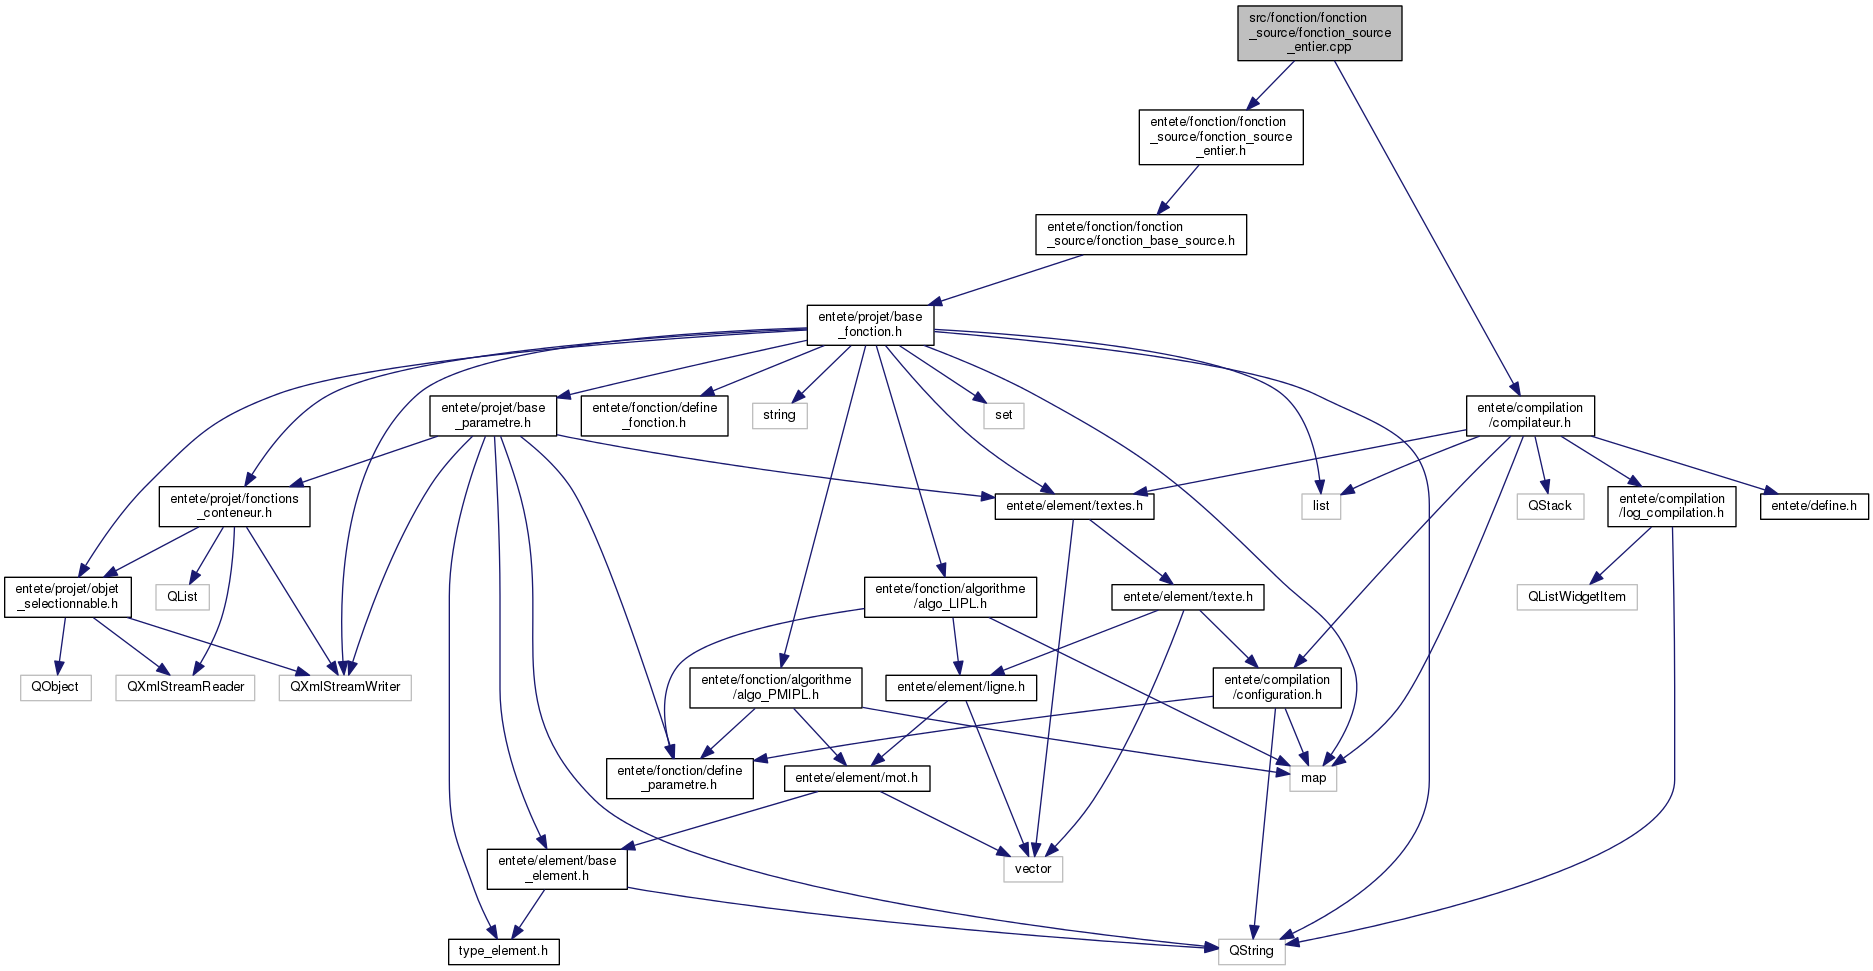 src/fonction/fonction
_source/fonction_source
_entier.cpp
entete/fonction/fonction
_source/fonction_source
_entier.h
entete/fonction/fonction
_source/fonction_base_source.h
entete/projet/base
_fonction.h
entete/projet/base
_parametre.h
entete/fonction/define
_fonction.h
string
set
entete/compilation
/compilateur.h
entete/projet/fonctions
_conteneur.h
entete/element/textes.h
list
QStack
entete/compilation
/log_compilation.h
entete/define.h
entete/projet/objet
_selectionnable.h
QList
entete/fonction/algorithme
/algo_LIPL.h
entete/element/texte.h
QListWidgetItem
QObject
QXmlStreamReader
QXmlStreamWriter
entete/fonction/algorithme
/algo_PMIPL.h
entete/element/ligne.h
entete/compilation
/configuration.h
entete/fonction/define
_parametre.h
entete/element/mot.h
map
entete/element/base
_element.h
vector
type_element.h
QString